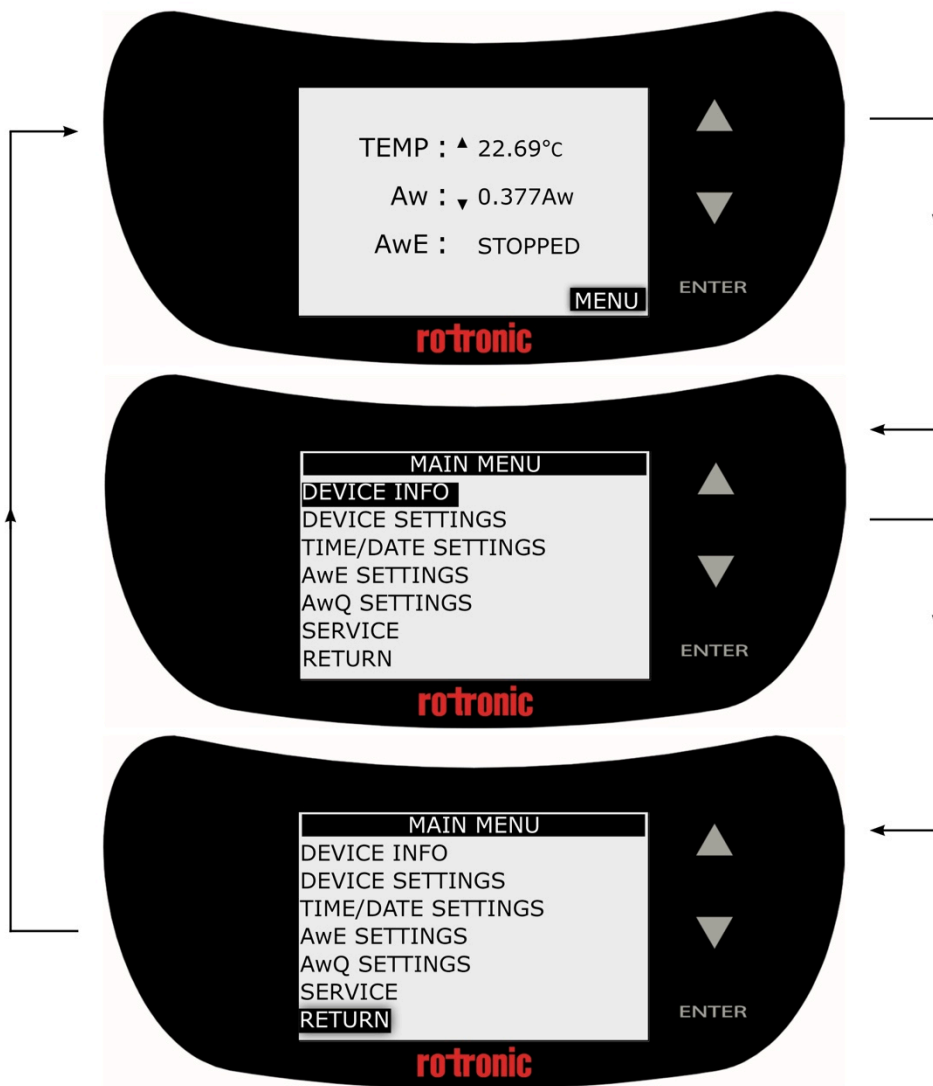 TEMP : ▲ 22.69°C
Aw : ▼ 0.377Aw
AwE : STOPPED
MENU
ENTER
rotronic
MAIN MENU
DEVICE INFO
DEVICE SETTINGS
TIME/DATE SETTINGS
AwE SETTINGS
AwQ SETTINGS
SERVICE
RETURN
ENTER
rotronic
MAIN MENU
DEVICE INFO
DEVICE SETTINGS
TIME/DATE SETTINGS
AwE SETTINGS
AwQ SETTINGS
SERVICE
RETURN
ENTER
rotronic